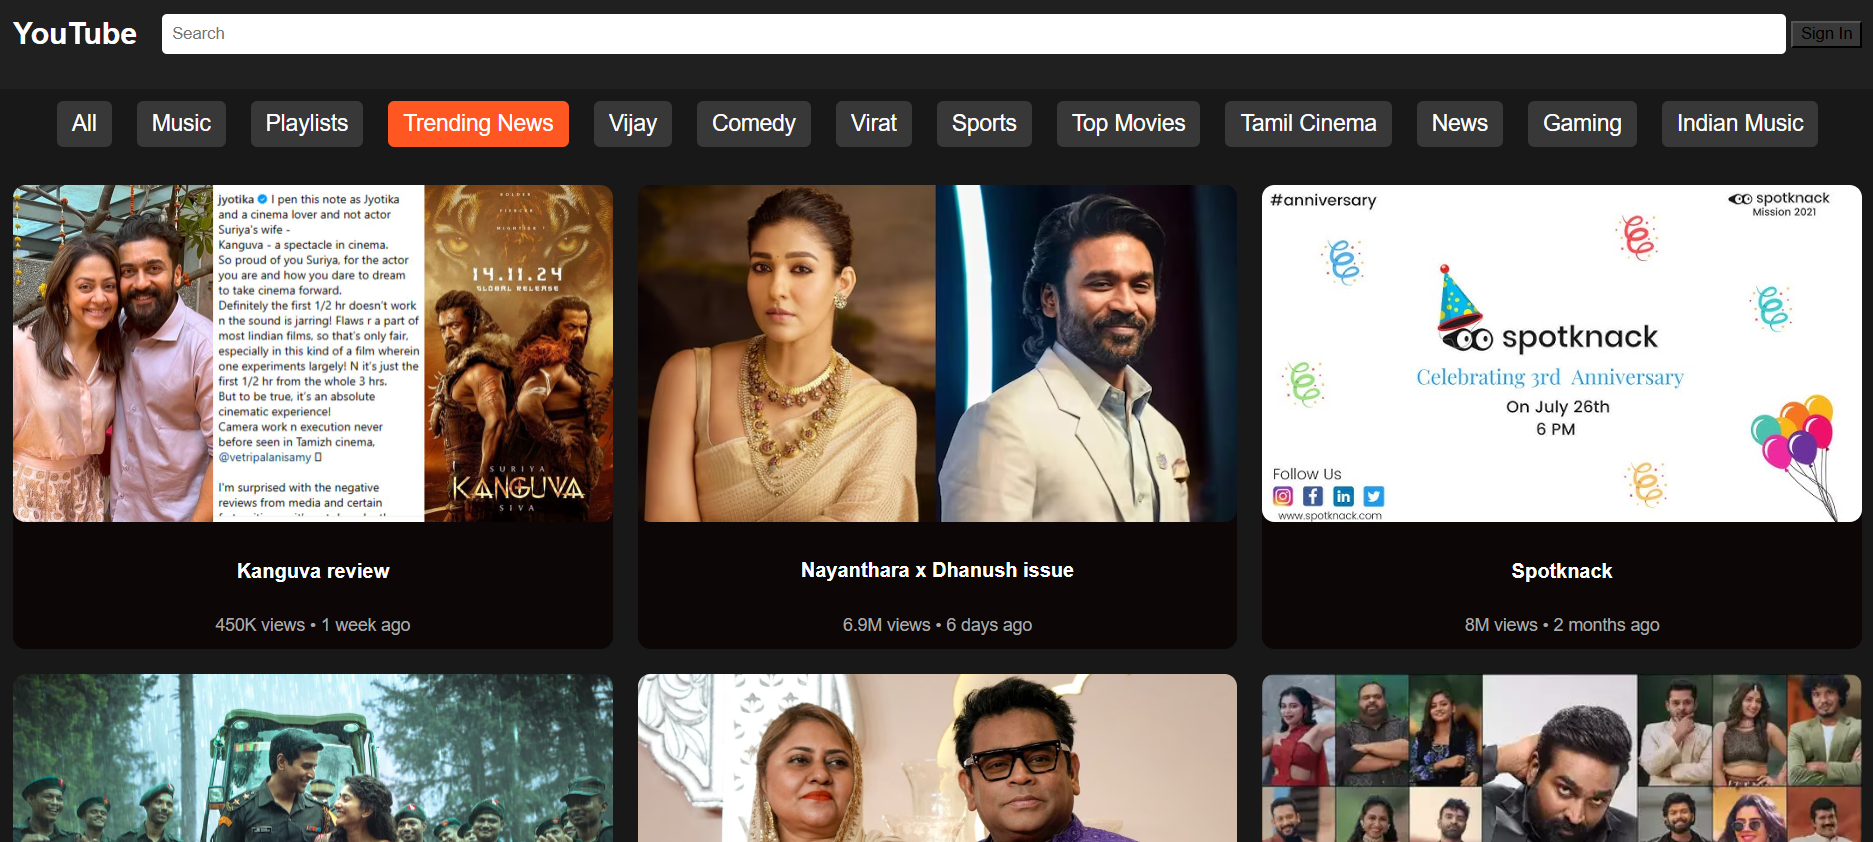 YouTube
Search
Sign In
All
Music
Playlists
Trending News
Vijay
Comedy
Virat
Sports
Top Movies
Tamil Cinema
News
Gaming
Indian Music
jyotika I pen this note as Jyotika
and a cinema lover and not actor
Suriya's wife -
Kanguva - a spectacle in cinema.
So proud of you Suriya, for the actor
you are and how you dare to dream
to take cinema forward.
Definitely the first 1/2 hr doesn't work
n the sound is jarring! Flaws r a part of
most Iindian films, so that's only fair,
especially in this kind of a film wherein
one experiments largely! N it's just the
first 1/2 hr from the whole 3 hrs.
But to be true, it's an absolute
cinematic experience!
Camera work n execution never
before seen in Tamizh cinema,
@vetripalanisamy
I'm surprised with the negative
reviews from media and certain
BOLDER
FIERCER
MIGHTIER
14.11.24
GLOBAL RELEASE
SURIYA
KANGUVA
SIVA
#anniversary
spotknack
Mission 2021
spotknack
Celebrating 3rd Anniversary
On July 26th
6 PM
Follow Us
www.spotknack.com
Kanguva review
450K views • 1 week ago
Nayanthara x Dhanush issue
6.9M views • 6 days ago
Spotknack
8M views • 2 months ago